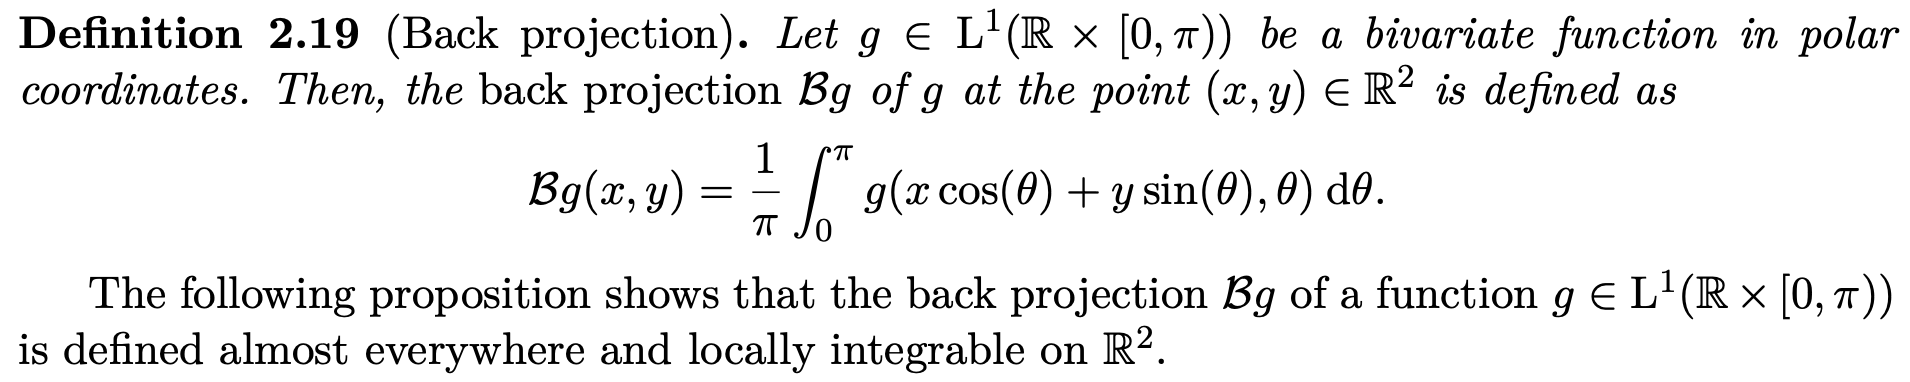 Definition 2.19 (Back projection). Let g ∈ L¹(ℝ × [0, π)) be a bivariate function in polar
coordinates. Then, the back projection ℬg of g at the point (x, y) ∈ ℝ² is defined as
ℬg(x, y) = 1/π ∫₀^π g(x cos(θ) + y sin(θ), θ) dθ.
The following proposition shows that the back projection ℬg of a function g ∈ L¹(ℝ × [0, π))
is defined almost everywhere and locally integrable on ℝ².